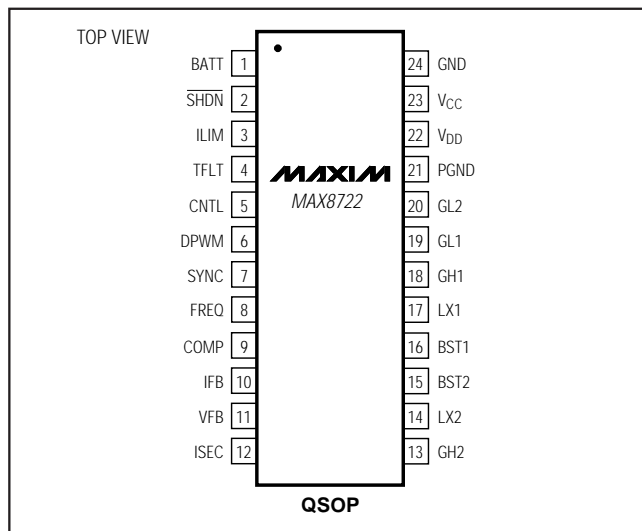 TOP VIEW
BATT 1
SHDN 2
ILIM 3
TFLT 4
CNTL 5
DPWM 6
SYNC 7
FREQ 8
COMP 9
IFB 10
VFB 11
ISEC 12
MAXIM
MAX8722
24 GND
23 VCC
22 VDD
21 PGND
20 GL2
19 GL1
18 GH1
17 LX1
16 BST1
15 BST2
14 LX2
13 GH2
QSOP